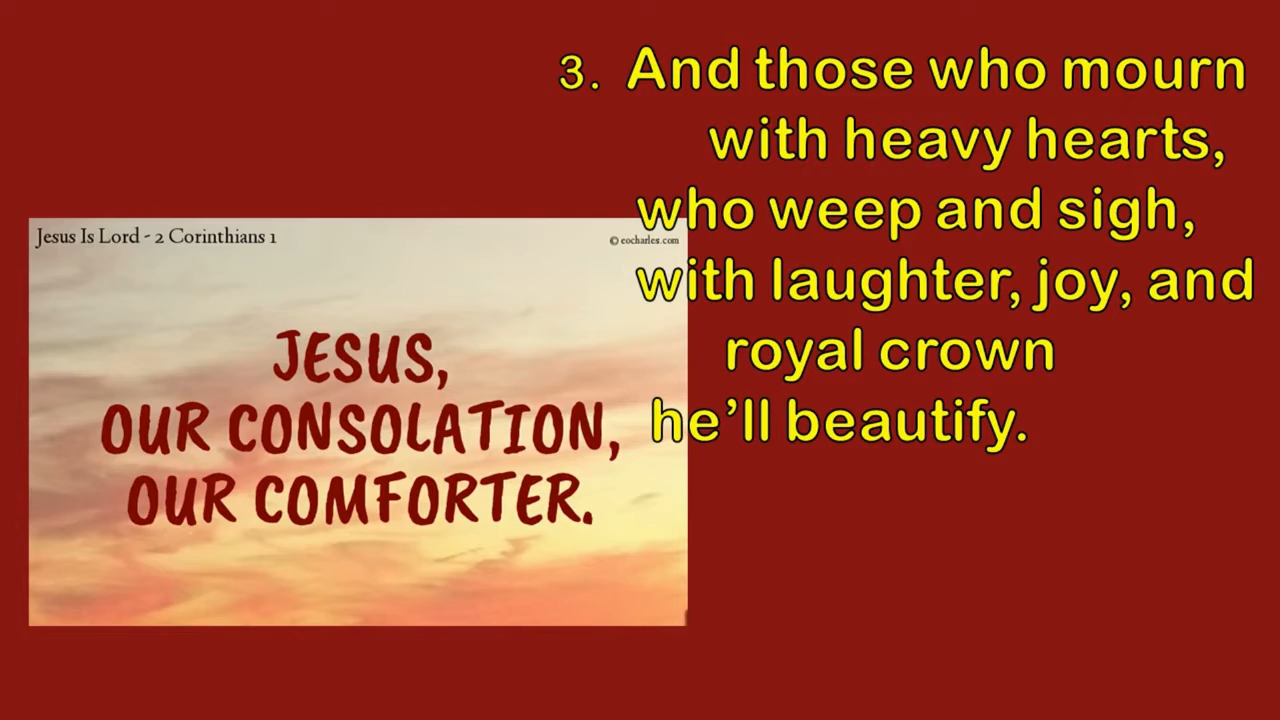 3. And those who mourn
with heavy hearts,
who weep and sigh,
with laughter, joy, and
royal crown
he’ll beautify.
Jesus Is Lord - 2 Corinthians 1
© eocharles.com
JESUS,
OUR CONSOLATION,
OUR COMFORTER.